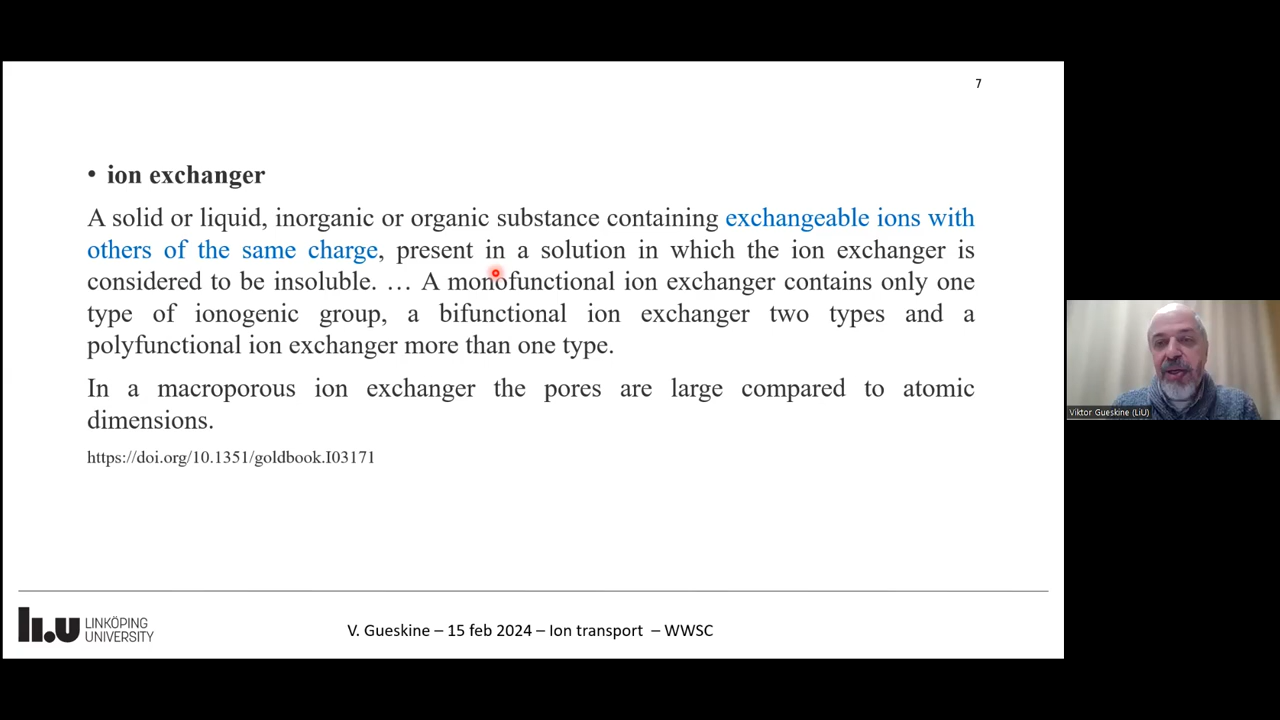 7
• ion exchanger
A solid or liquid, inorganic or organic substance containing exchangeable ions with
others of the same charge, present in a solution in which the ion exchanger is
considered to be insoluble. … A monofunctional ion exchanger contains only one
type of ionogenic group, a bifunctional ion exchanger two types and a
polyfunctional ion exchanger more than one type.
In a macroporous ion exchanger the pores are large compared to atomic
dimensions.
https://doi.org/10.1351/goldbook.I03171
Viktor Gueskine (LiU)
li.u LINKÖPING
UNIVERSITY
V. Gueskine – 15 feb 2024 – Ion transport – WWSC